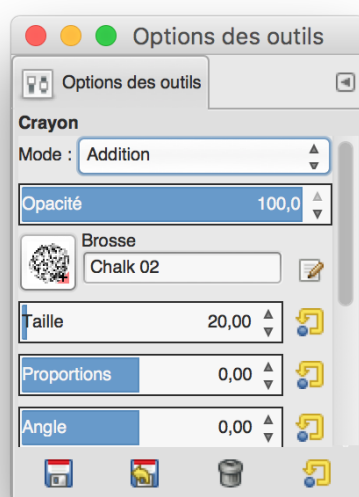 Options des outils
Options des outils
Crayon
Mode : Addition
Opacité 100,0
Brosse
Chalk 02
Taille 20,00
Proportions 0,00
Angle 0,00